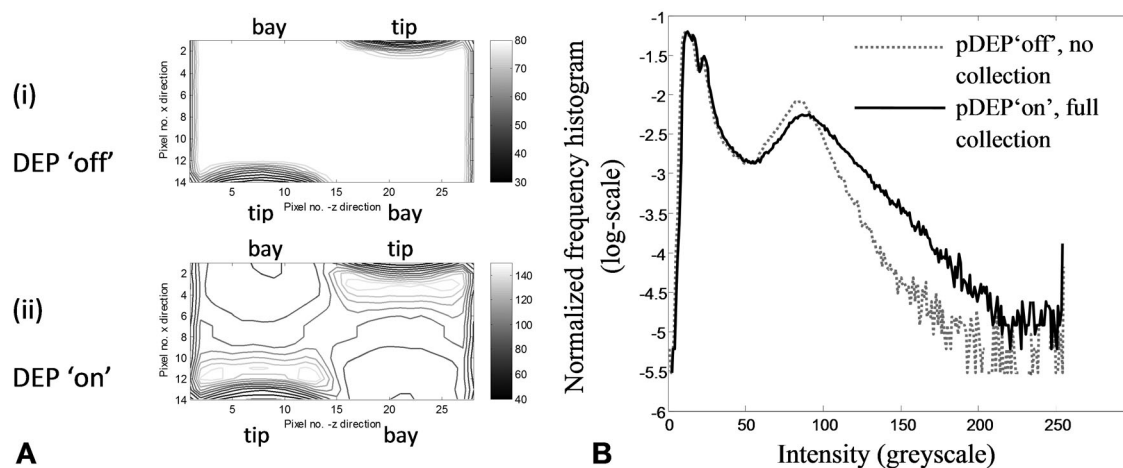 bay tip
2
4
6
8
10
12
14
Pixel no. x direction
5 10 15 20 25
Pixel no. -z direction
tip bay
80
70
60
50
40
30
(i)
DEP 'off'
bay tip
2
4
6
8
10
12
14
Pixel no. x direction
5 10 15 20 25
Pixel no. -z direction
tip bay
140
120
100
80
60
40
(ii)
DEP 'on'
A
-1
-1.5
-2
-2.5
-3
-3.5
-4
-4.5
-5
-5.5
-6
Normalized frequency histogram
(log-scale)
pDEP'off', no
collection
pDEP'on', full
collection
0 50 100 150 200 250
Intensity (greyscale)
B